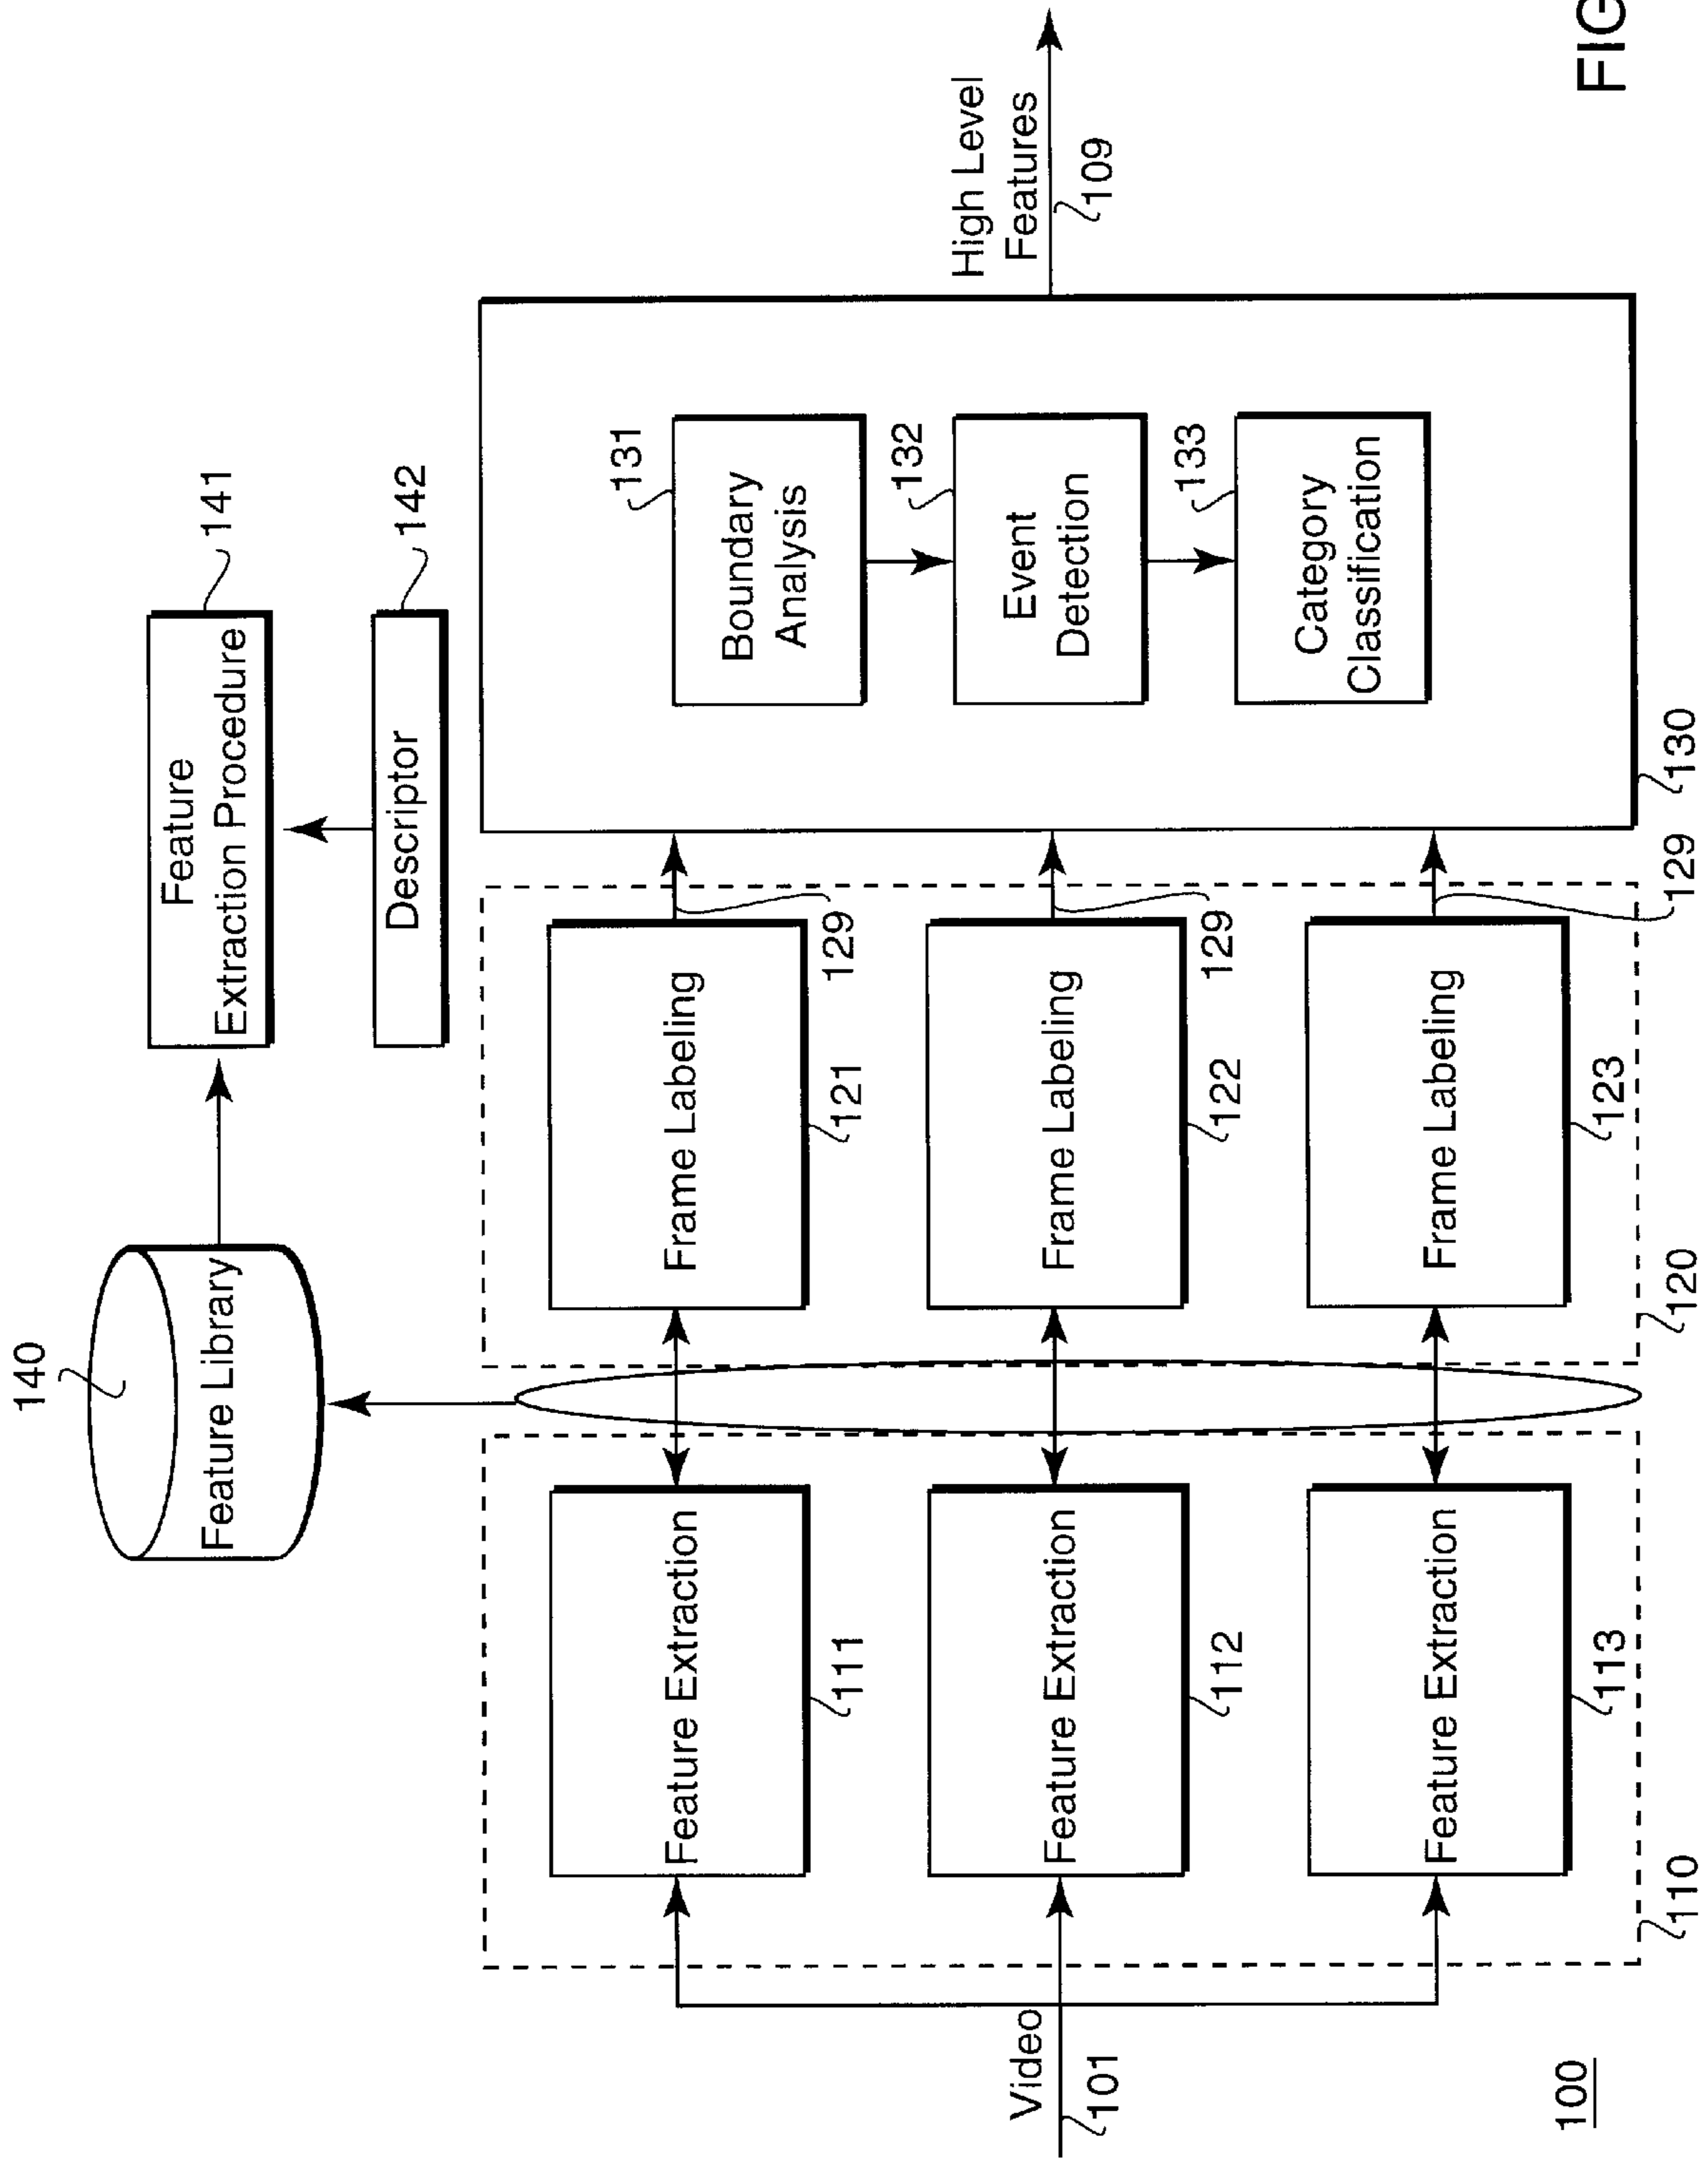 140
Feature Library
Feature
Extraction Procedure
141
Descriptor
142
Video
101
Feature Extraction
111
Feature Extraction
112
Feature Extraction
113
110
Frame Labeling
121
129
Frame Labeling
122
129
Frame Labeling
123
129
120
131
Boundary
Analysis
132
Event
Detection
133
Category
Classification
130
High Level
Features
109
100
FIG